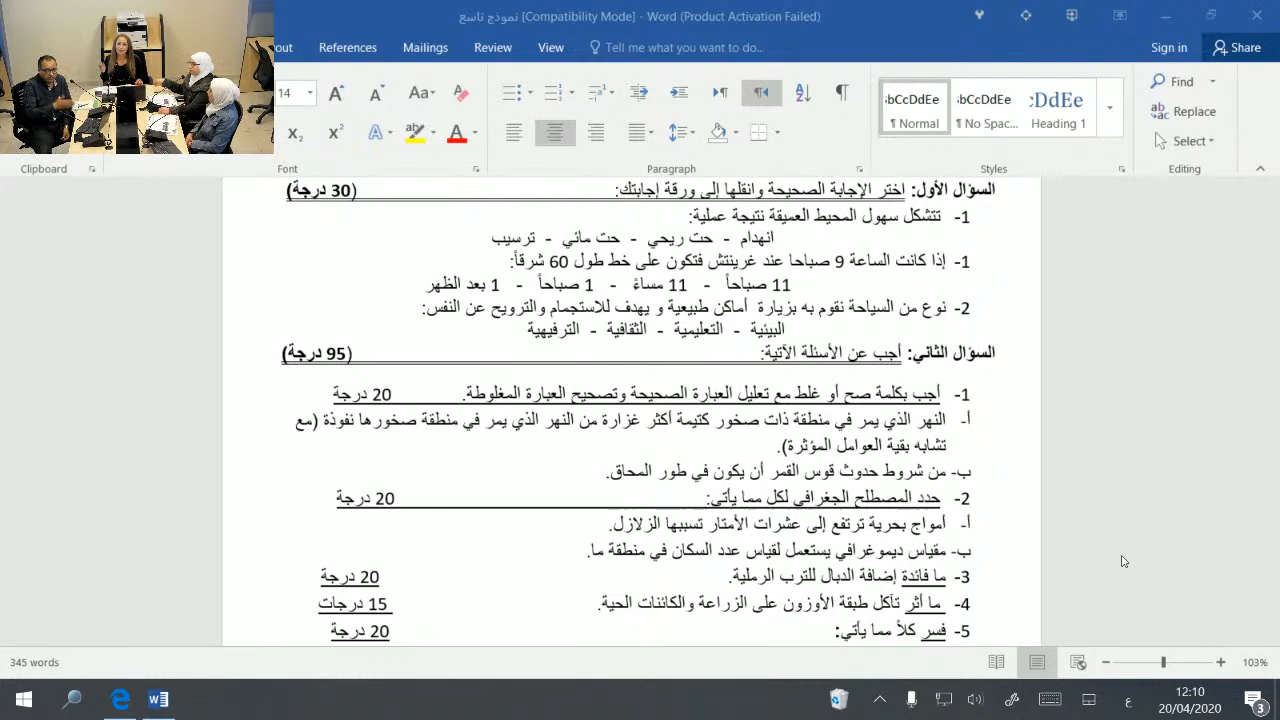 نموذج تاسع [Compatibility Mode] - Word (Product Activation Failed)
out References Mailings Review View Tell me what you want to do... Sign in Share
14 Aa Find
Replace
Select
AaBbCcDdEe AaBbCcDdEe AaBbCcDdEe
¶ Normal ¶ No Spac... Heading 1
Clipboard Font Paragraph Styles Editing
السؤال الأول: اختر الإجابة الصحيحة وانقلها إلى ورقة إجابتك: (30 درجة)
1- تتشكل سهول المحيط العميقة نتيجة عملية:
انهدام - حت ريحي - حت مائي - ترسيب
1- إذا كانت الساعة 9 صباحا عند غرينتش فتكون على خط طول 60 شرقاً:
11 صباحاً - 11 مساءً - 1 صباحاً - 1 بعد الظهر
2- نوع من السياحة نقوم به بزيارة أماكن طبيعية و يهدف للاستجمام والترويح عن النفس:
البيئية - التعليمية - الثقافية - الترفيهية
السؤال الثاني: أجب عن الأسئلة الآتية: (95 درجة)
1- أجب بكلمة صح أو غلط مع تعليل العبارة الصحيحة وتصحيح العبارة المغلوطة. 20 درجة
أ- النهر الذي يمر في منطقة ذات صخور كتيمة أكثر غزارة من النهر الذي يمر في منطقة صخورها نفوذة (مع
تشابه بقية العوامل المؤثرة).
ب- من شروط حدوث قوس القمر أن يكون في طور المحاق.
2- حدد المصطلح الجغرافي لكل مما يأتي: 20 درجة
أ- أمواج بحرية ترتفع إلى عشرات الأمتار تسببها الزلازل.
ب- مقياس ديموغرافي يستعمل لقياس عدد السكان في منطقة ما.
3- ما فائدة إضافة الدبال للترب الرملية. 20 درجة
4- ما أثر تآكل طبقة الأوزون على الزراعة والكائنات الحية. 15 درجات
5- فسر كلاً مما يأتي: 20 درجة
345 words 103%
ع 12:10
20/04/2020 3